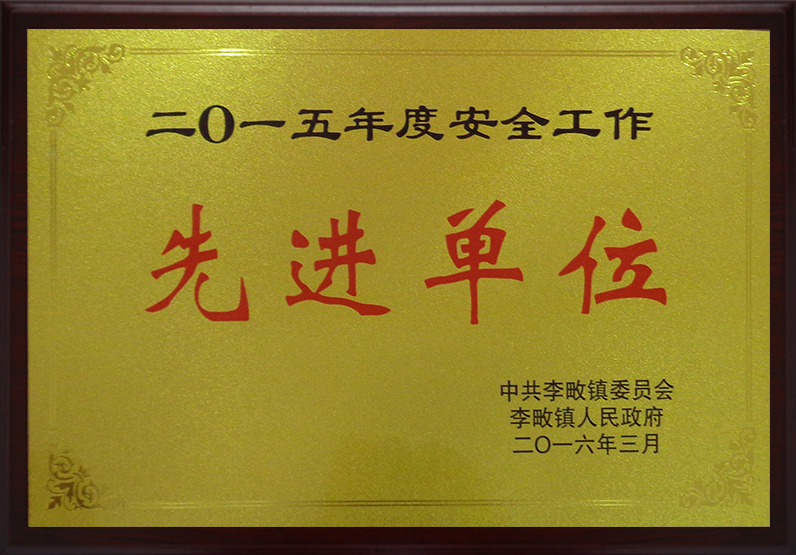 二〇一五年度安全工作
先进单位
中共李畋镇委员会
李畋镇人民政府
二〇一六年三月